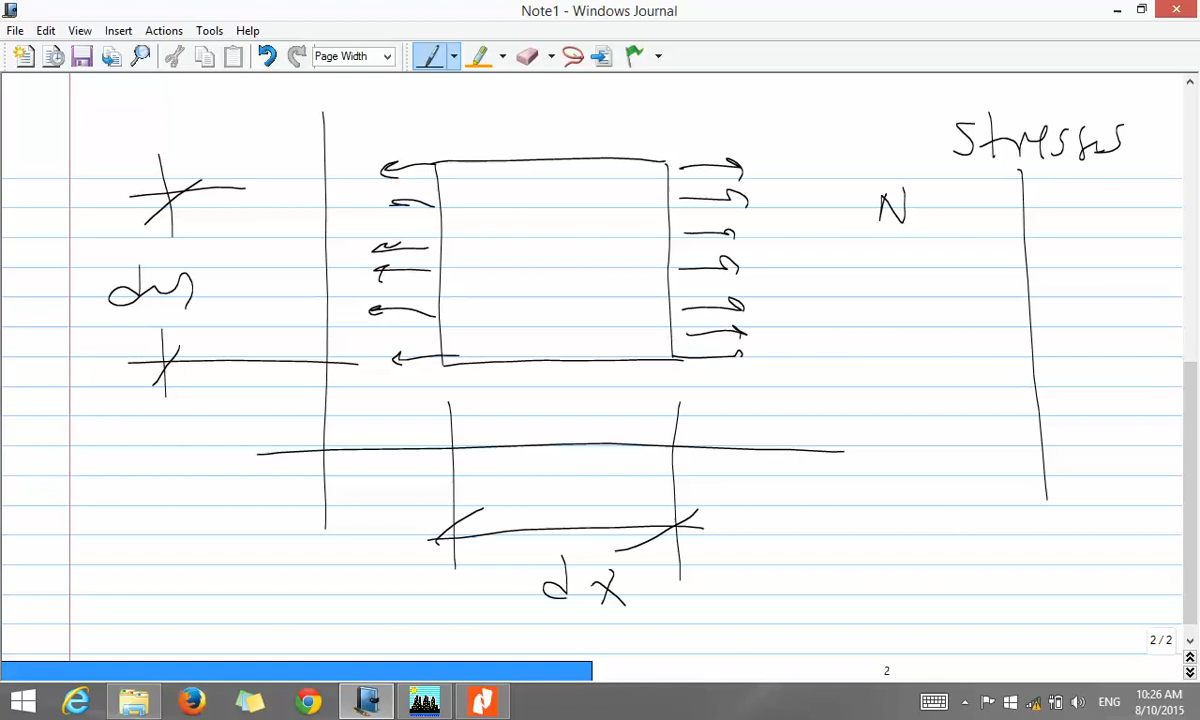 Note1 - Windows Journal
File Edit View Insert Actions Tools Help
Page Width
Stresses
N
dy
dx
2 / 2
2
ENG
10:26 AM
8/10/2015